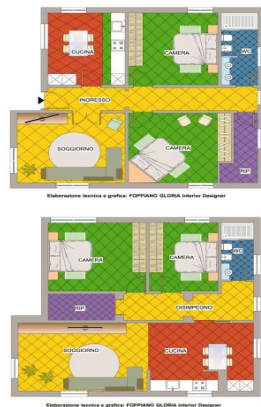 CUCINA
CAMERA
WC
INGRESSO
SOGGIORNO
CAMERA
RIP.
Elaborazione tecnica e grafica: FOPPIANO GLORIA Interior Designer
CAMERA
CAMERA
WC
RIP.
DISIMPEGNO
SOGGIORNO
CUCINA
Elaborazione tecnica e grafica: FOPPIANO GLORIA Interior Designer